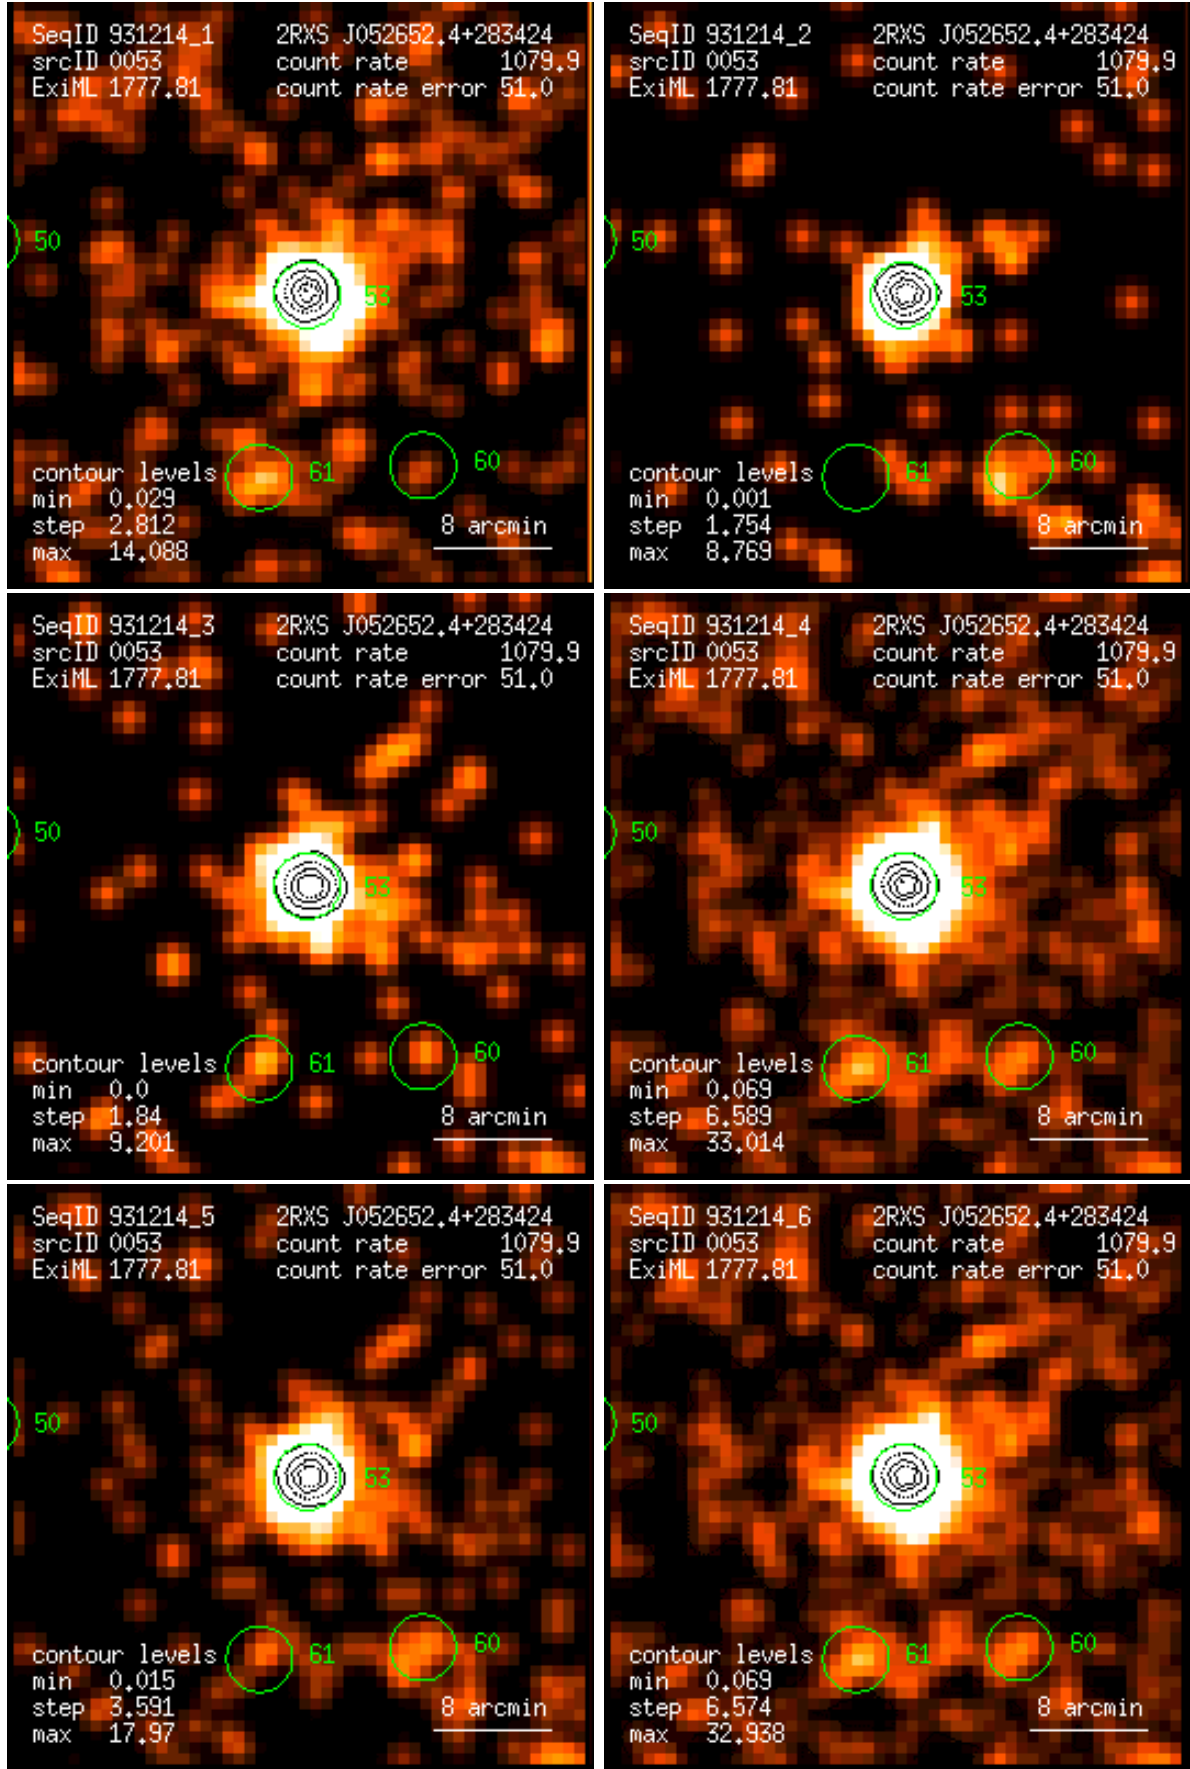 SeqID 931214_1 2RXS J052652.4+283424
srcID 0053 count rate 1079.9
ExiML 1777.81 count rate error 51.0
50
53
61
60
contour levels
min 0.029
step 2.812
max 14.088
8 arcmin
SeqID 931214_2 2RXS J052652.4+283424
srcID 0053 count rate 1079.9
ExiML 1777.81 count rate error 51.0
50
53
61
60
contour levels
min 0.001
step 1.754
max 8.769
8 arcmin
SeqID 931214_3 2RXS J052652.4+283424
srcID 0053 count rate 1079.9
ExiML 1777.81 count rate error 51.0
50
53
61
60
contour levels
min 0.0
step 1.84
max 9.201
8 arcmin
SeqID 931214_4 2RXS J052652.4+283424
srcID 0053 count rate 1079.9
ExiML 1777.81 count rate error 51.0
50
53
61
60
contour levels
min 0.069
step 6.589
max 33.014
8 arcmin
SeqID 931214_5 2RXS J052652.4+283424
srcID 0053 count rate 1079.9
ExiML 1777.81 count rate error 51.0
50
53
61
60
contour levels
min 0.015
step 3.591
max 17.97
8 arcmin
SeqID 931214_6 2RXS J052652.4+283424
srcID 0053 count rate 1079.9
ExiML 1777.81 count rate error 51.0
50
53
61
60
contour levels
min 0.069
step 6.574
max 32.938
8 arcmin